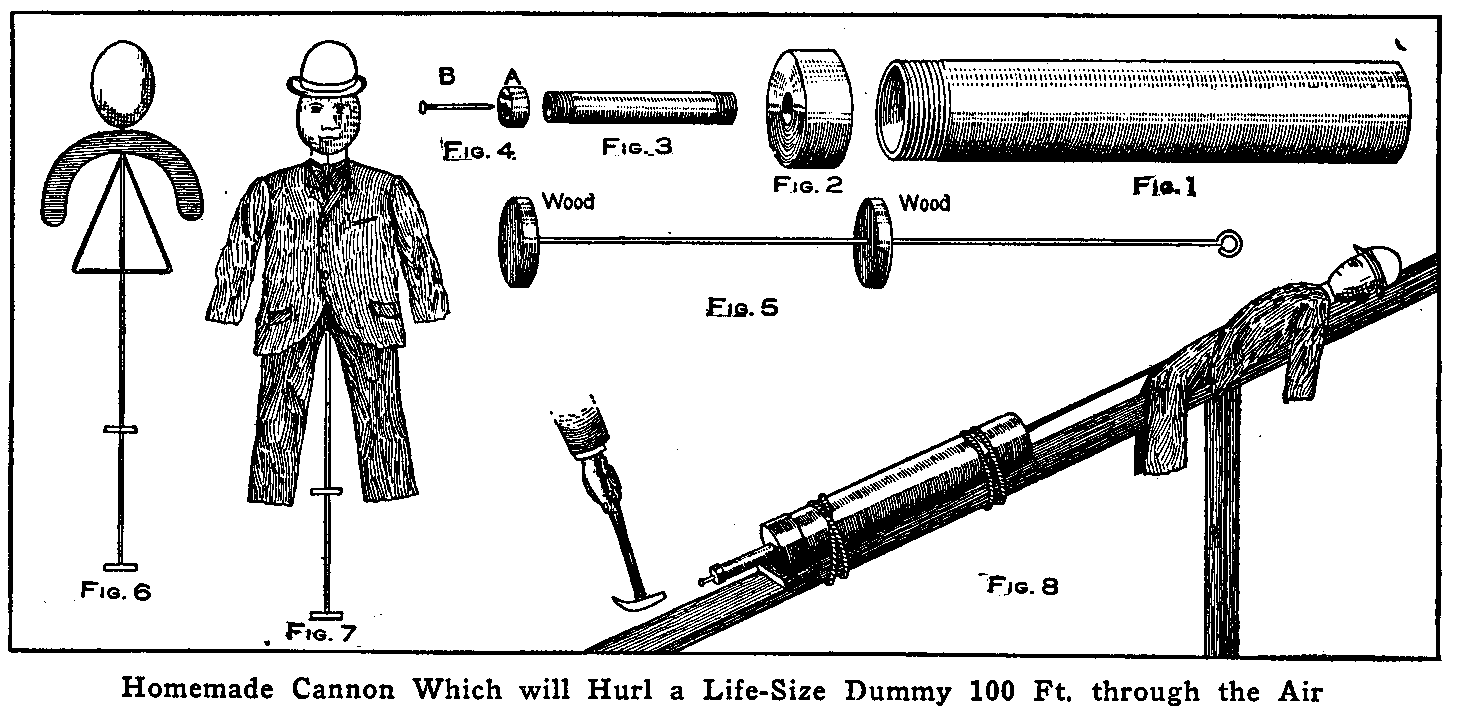 B A
FIG. 4 FIG. 3 FIG. 2 FIG. 1
Wood Wood
FIG. 5
FIG. 6 FIG. 7 FIG. 8
Homemade Cannon Which will Hurl a Life-Size Dummy 100 Ft. through the Air